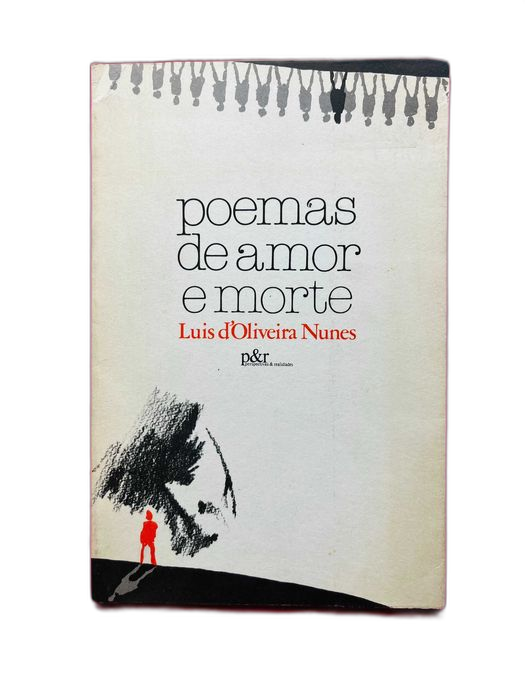 poemas
de amor
e morte
Luis d'Oliveira Nunes
p&r
perspectivas & realidades